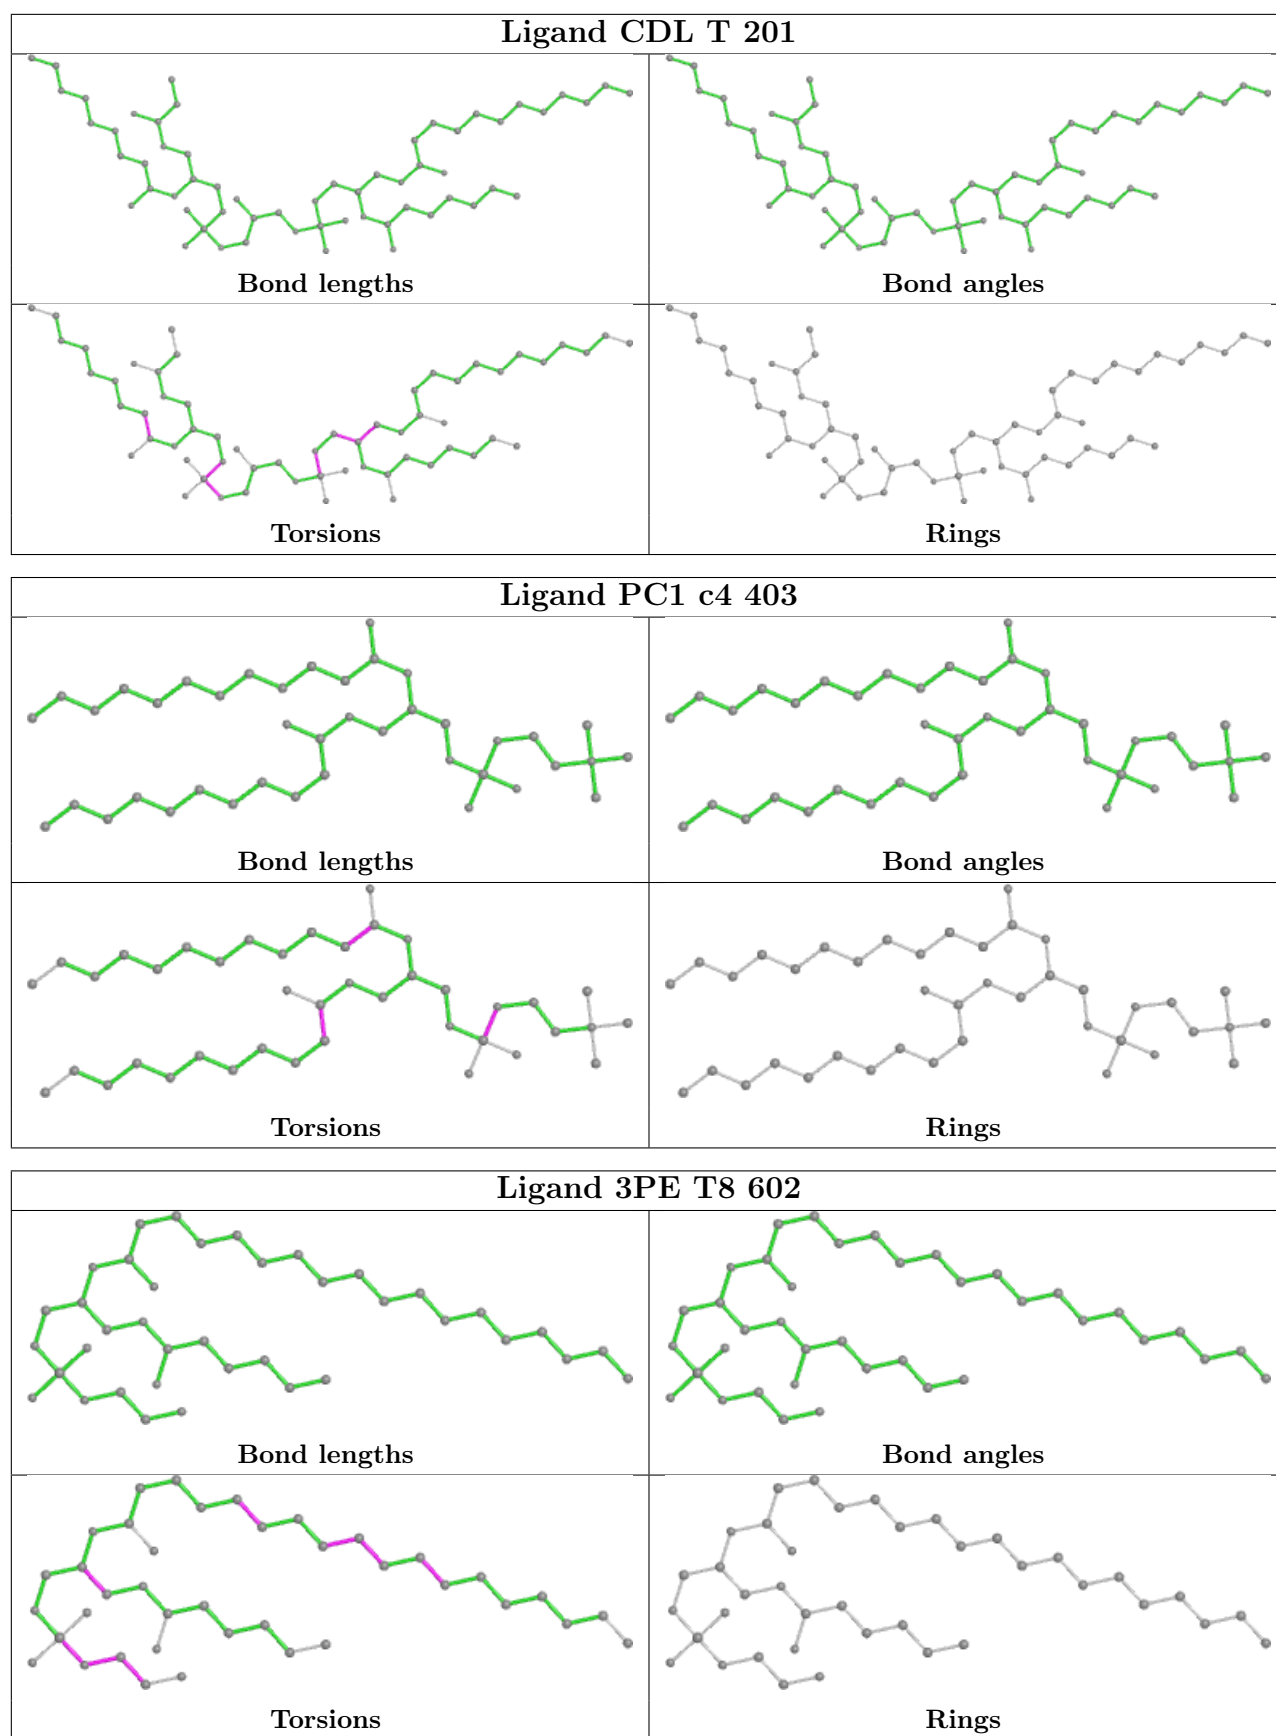 Ligand CDL T 201
Bond lengths
Bond angles
Torsions
Rings
Ligand PC1 c4 403
Bond lengths
Bond angles
Torsions
Rings
Ligand 3PE T8 602
Bond lengths
Bond angles
Torsions
Rings